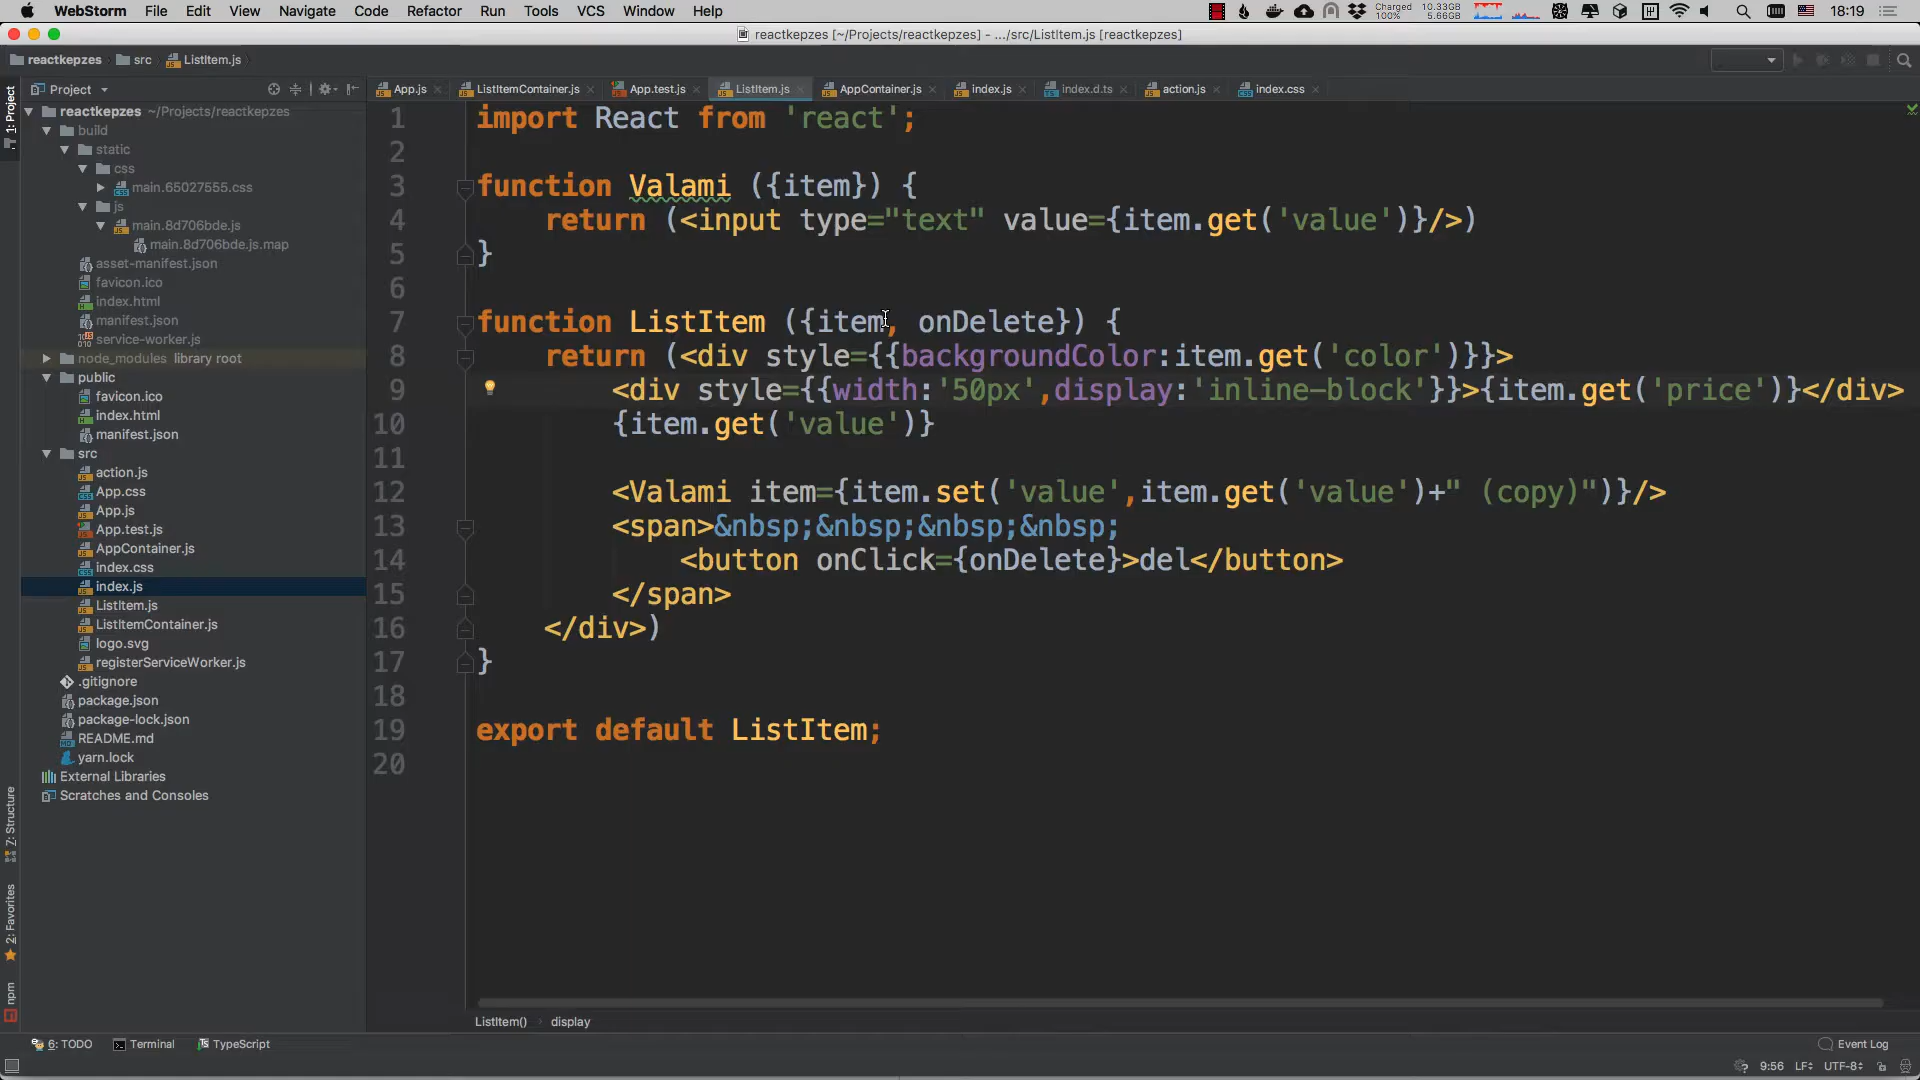 WebStorm File Edit View Navigate Code Refactor Run Tools VCS Window Help Charged 100% 10.33GB 5.66GB 18:19
reactkepzes [~/Projects/reactkepzes] - .../src/ListItem.js [reactkepzes]
reactkepzes src ListItem.js
Project App.js ListItemContainer.js App.test.js ListItem.js AppContainer.js index.js index.d.ts action.js index.css
1: Project
reactkepzes ~/Projects/reactkepzes
build
static
css
main.65027555.css
js
main.8d706bde.js
main.8d706bde.js.map
asset-manifest.json
favicon.ico
index.html
manifest.json
service-worker.js
node_modules library root
public
favicon.ico
index.html
manifest.json
src
action.js
App.css
App.js
App.test.js
AppContainer.js
index.css
index.js
ListItem.js
ListItemContainer.js
logo.svg
registerServiceWorker.js
.gitignore
package.json
package-lock.json
README.md
yarn.lock
External Libraries
Scratches and Consoles
7: Structure
2: Favorites
npm
1 import React from 'react';
2
3 function Valami ({item}) {
4 return (<input type="text" value={item.get('value')}/>)
5 }
6
7 function ListItem ({item, onDelete}) {
8 return (<div style={{backgroundColor:item.get('color')}}>
9 <div style={{width:'50px',display:'inline-block'}}>{item.get('price')}</div>
10 {item.get('value')}
11
12 <Valami item={item.set('value',item.get('value')+" (copy)")}/>
13 <span>&nbsp;&nbsp;&nbsp;&nbsp;
14 <button onClick={onDelete}>del</button>
15 </span>
16 </div>)
17 }
18
19 export default ListItem;
20
ListItem() display
6: TODO Terminal TypeScript Event Log
9:56 LF UTF-8